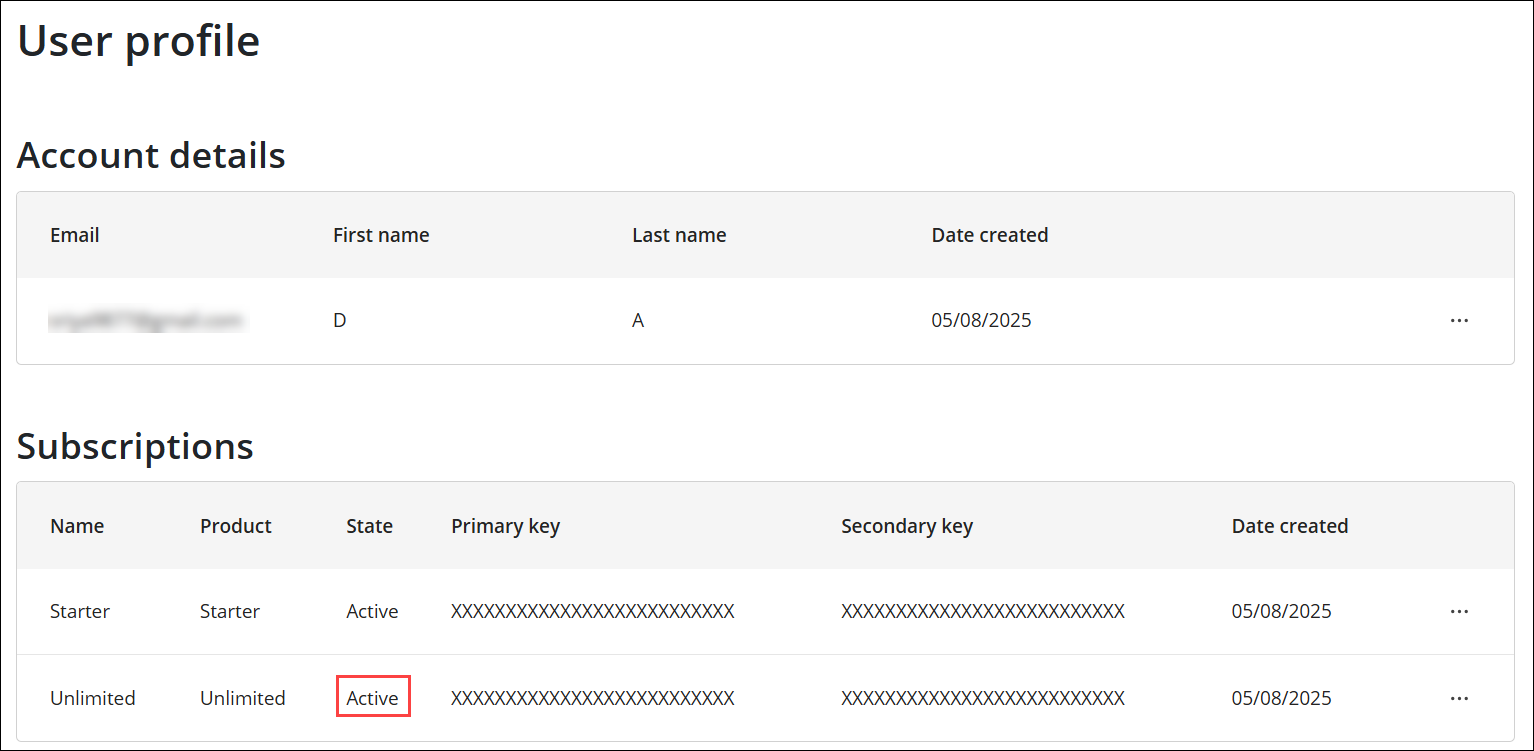 User profile
Account details
Email First name Last name Date created
D A 05/08/2025 ...
Subscriptions
Name Product State Primary key Secondary key Date created
Starter Starter Active XXXXXXXXXXXXXXXXXXXXXXXXXX XXXXXXXXXXXXXXXXXXXXXXXXXX 05/08/2025 ...
Unlimited Unlimited Active XXXXXXXXXXXXXXXXXXXXXXXXXX XXXXXXXXXXXXXXXXXXXXXXXXXX 05/08/2025 ...